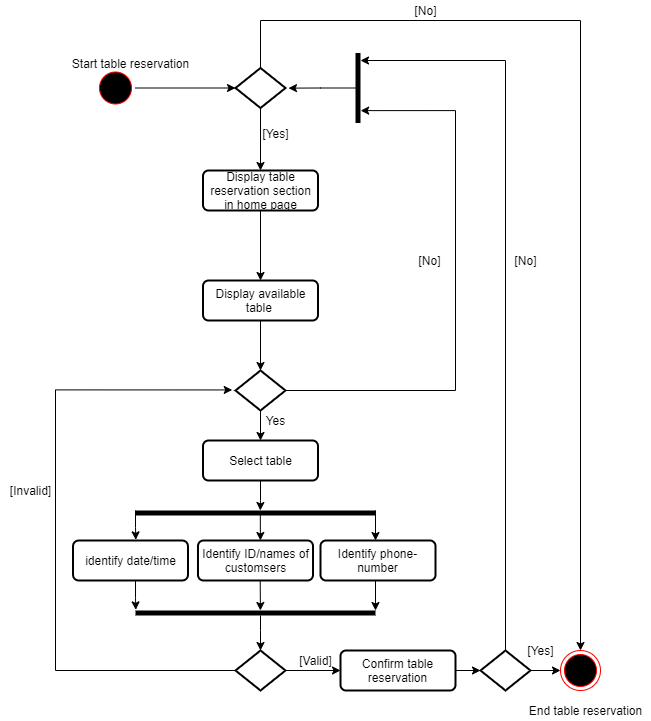 [No]
Start table reservation
[Yes]
Display table
reservation section
in home page
[No]
[No]
Display available
table
Yes
Select table
[Invalid]
identify date/time
Identify ID/names of
customsers
Identify phone-
number
[Valid]
Confirm table
reservation
[Yes]
End table reservation